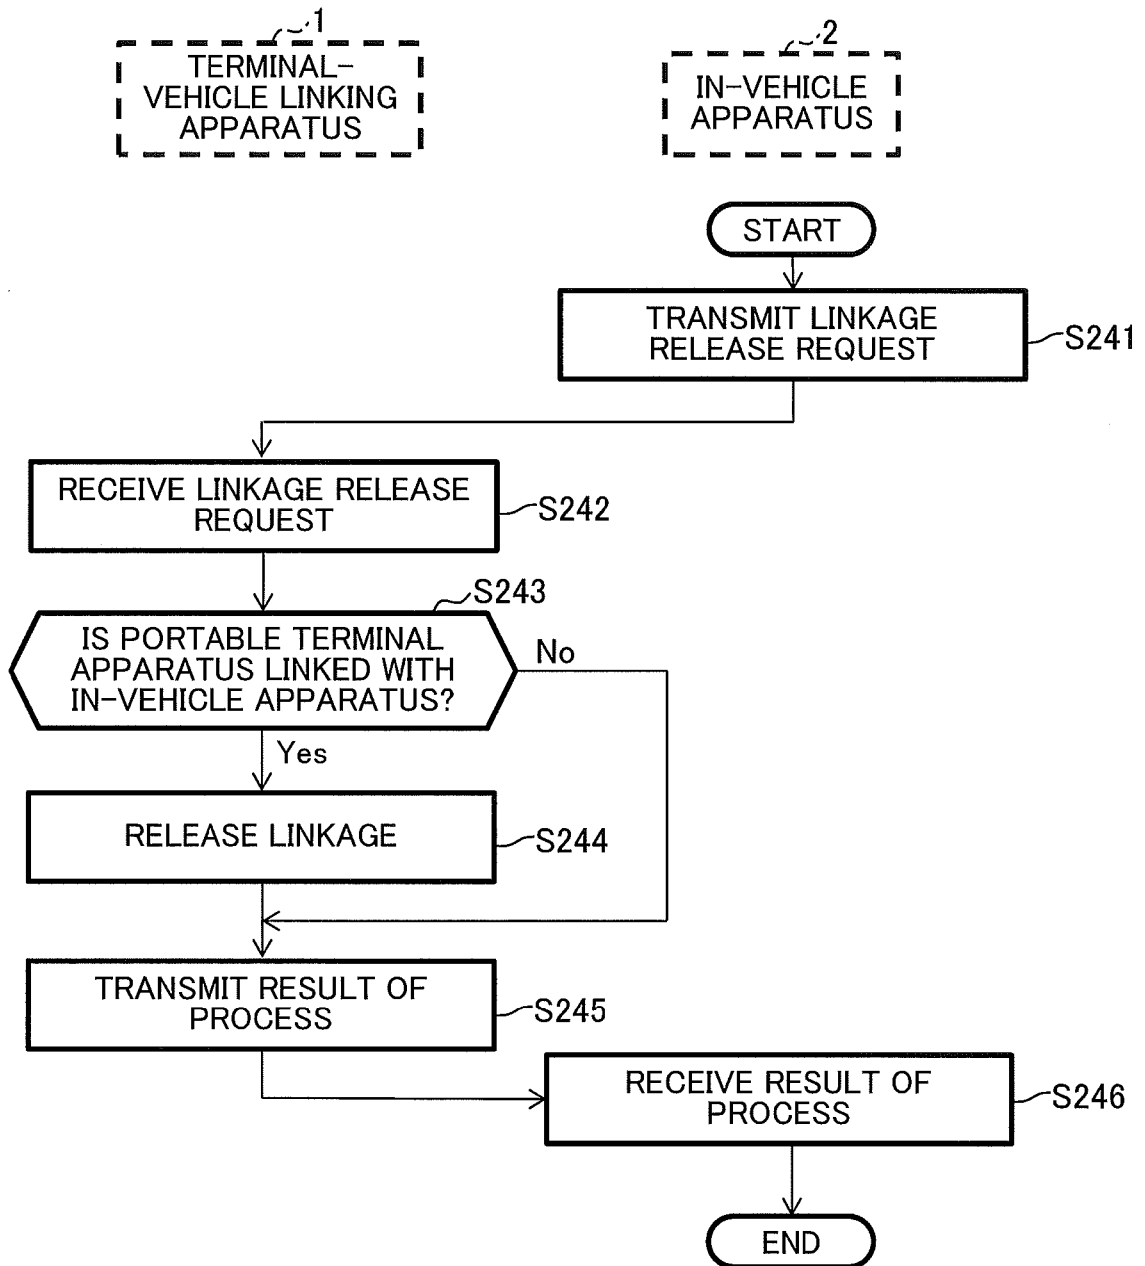 1
TERMINAL-
VEHICLE LINKING
APPARATUS
2
IN-VEHICLE
APPARATUS
START
TRANSMIT LINKAGE
RELEASE REQUEST
S241
RECEIVE LINKAGE RELEASE
REQUEST
S242
S243
IS PORTABLE TERMINAL
APPARATUS LINKED WITH
IN-VEHICLE APPARATUS?
No
Yes
RELEASE LINKAGE
S244
TRANSMIT RESULT OF
PROCESS
S245
RECEIVE RESULT OF
PROCESS
S246
END